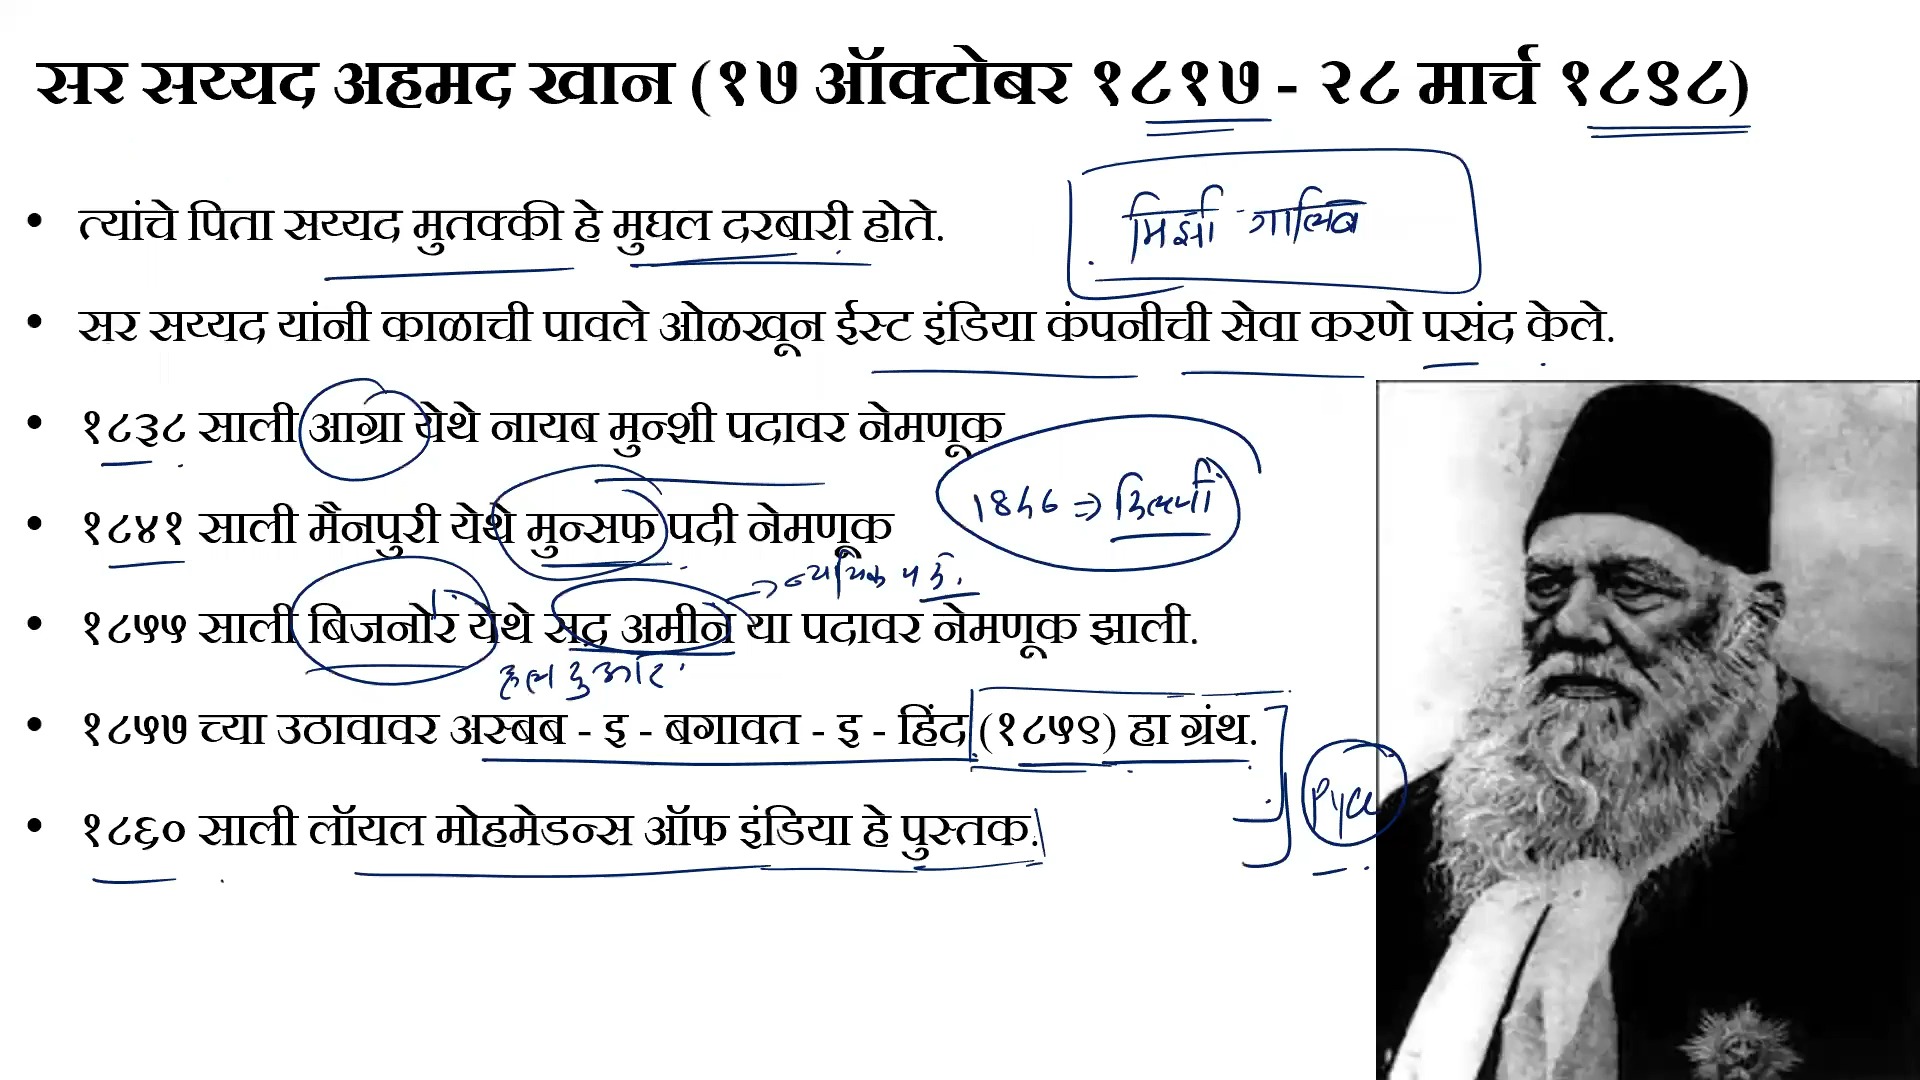 सर सय्यद अहमद खान (१७ ऑक्टोबर १८१७ - २८ मार्च १८९८)
मिर्झा गालिब
• त्यांचे पिता सय्यद मुतक्की हे मुघल दरबारी होते.
• सर सय्यद यांनी काळाची पावले ओळखून ईस्ट इंडिया कंपनीची सेवा करणे पसंद केले.
• १८३८ साली आग्रा येथे नायब मुन्शी पदावर नेमणूक
1846 ⇒ दिल्ली
• १८४१ साली मैनपुरी येथे मुन्सफ पदी नेमणूक
• १८५५ साली बिजनोर येथे सद्र अमीन या पदावर नेमणूक झाली.
• १८५७ च्या उठावावर अस्बब - इ - बगावत - इ - हिंद (१८५९) हा ग्रंथ.
• १८६० साली लॉयल मोहमेडन्स ऑफ इंडिया हे पुस्तक.